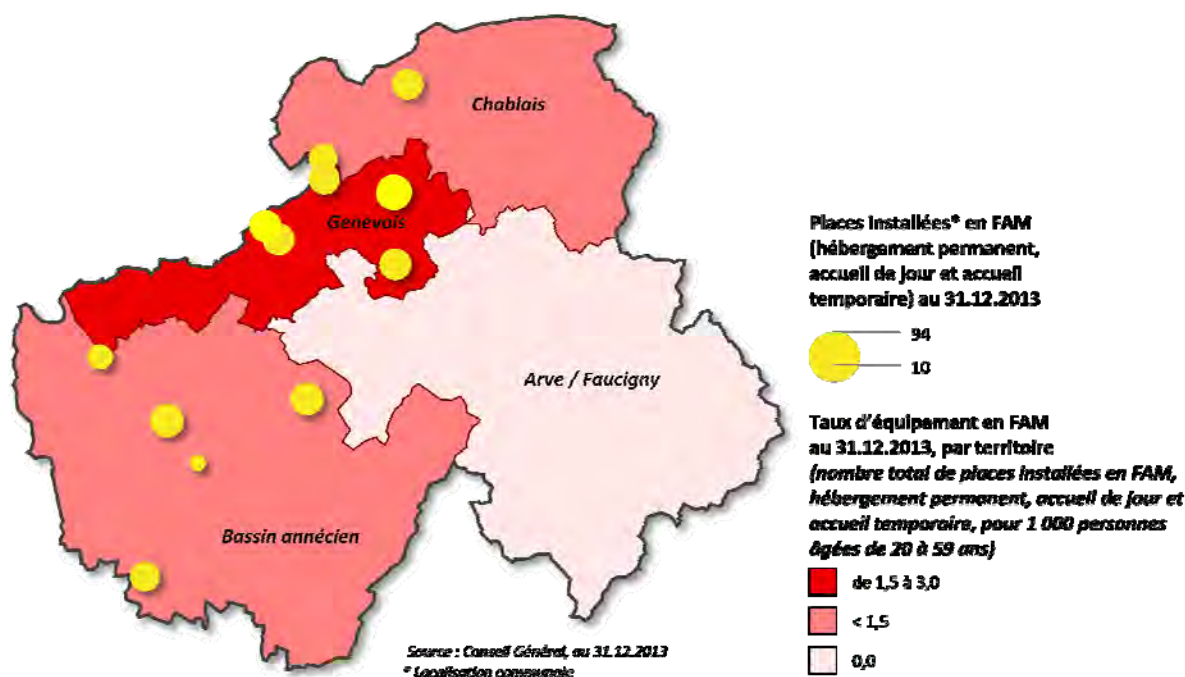 Chablais
Genevois
Arve / Faucigny
Bassin annécien
Places installées* en FAM
(hébergement permanent,
accueil de jour et accueil
temporaire) au 31.12.2013
94
10
Taux d'équipement en FAM
au 31.12.2013, par territoire
(nombre total de places installées en FAM,
hébergement permanent, accueil de jour et
accueil temporaire, pour 1 000 personnes
âgées de 20 à 59 ans)
de 1,5 à 3,0
< 1,5
0,0
Source : Conseil Général, au 31.12.2013
* Localisation communale